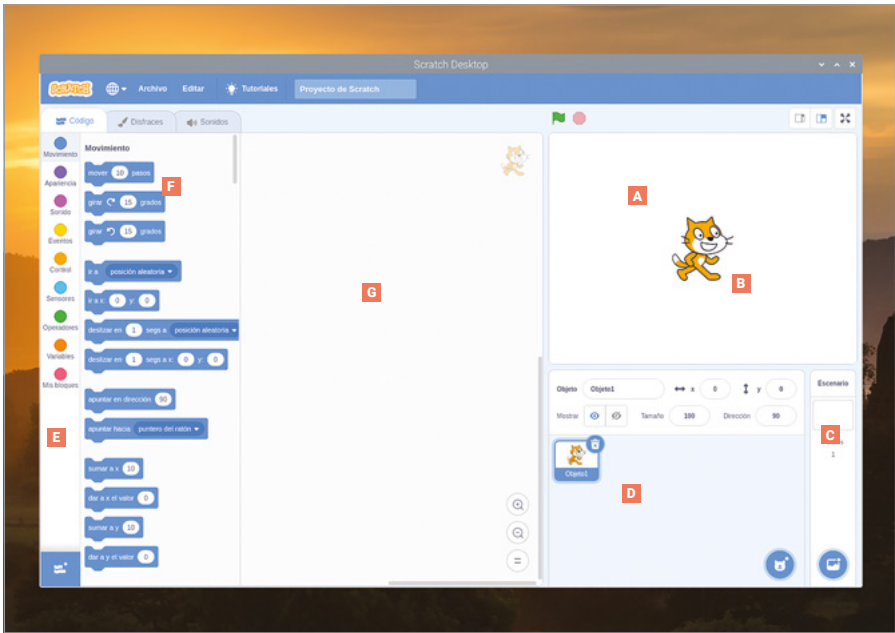 Scratch Desktop
SCRATCH
Archivo
Editar
Tutoriales
Proyecto de Scratch
Código
Disfraces
Sonidos
Movimiento
Apariencia
Sonido
Eventos
Control
Sensores
Operadores
Variables
Mis bloques
E
Movimiento
mover 10 pasos
F
girar 15 grados
girar 15 grados
ir a posición aleatoria
ir a x: 0 y: 0
deslizar en 1 segs a posición aleatoria
deslizar en 1 segs a x: 0 y: 0
apuntar en dirección 90
apuntar hacia puntero del ratón
sumar a x 10
dar a x el valor 0
sumar a y 10
dar a y el valor 0
G
A
B
Objeto Objeto1 x 0 y 0
Mostrar Tamaño 100 Dirección 90
Objeto1
D
Escenario
C
1